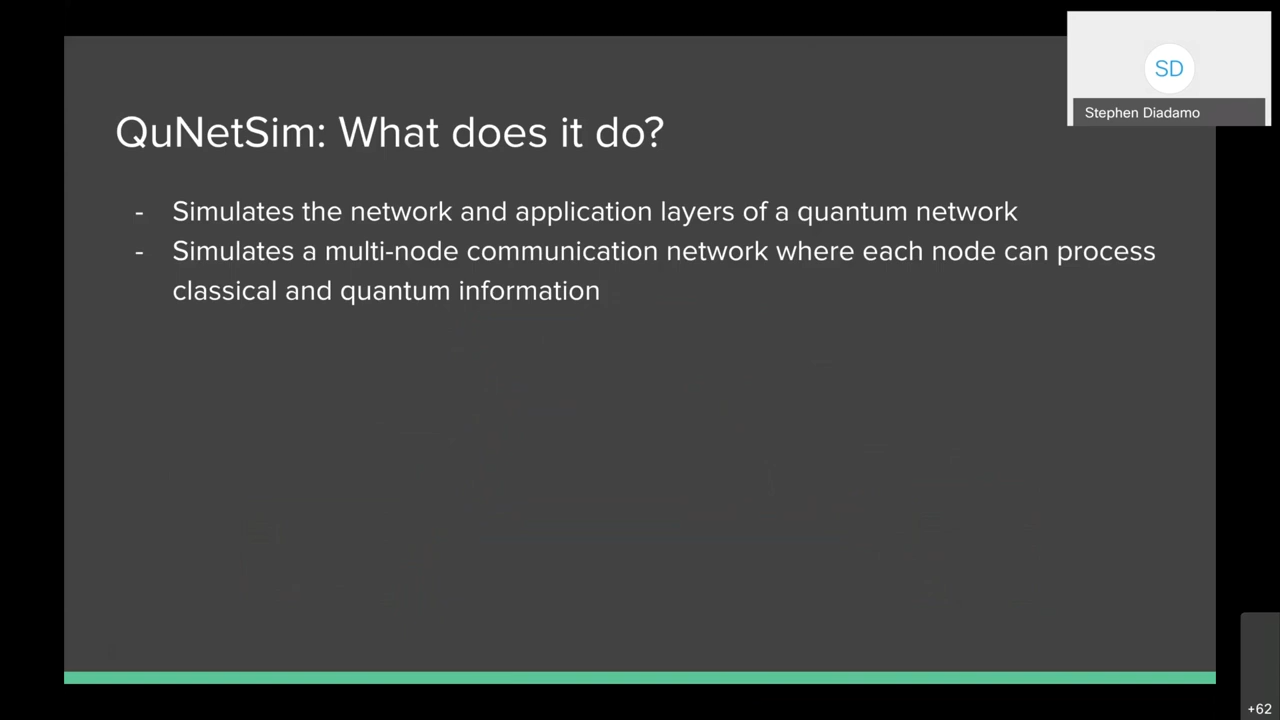 SD
Stephen Diadamo
QuNetSim: What does it do?
- Simulates the network and application layers of a quantum network
- Simulates a multi-node communication network where each node can process
classical and quantum information
+62